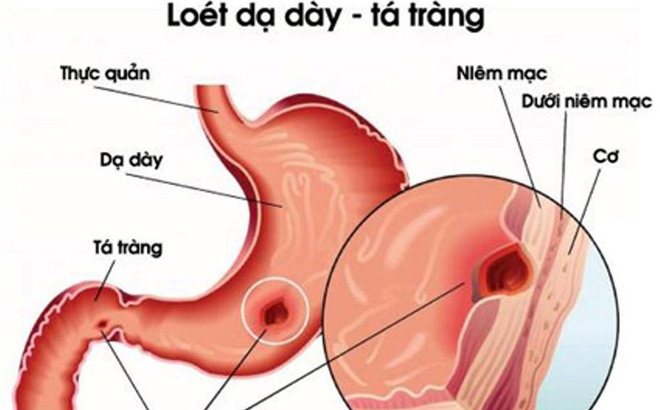 Loét dạ dày - tá tràng
Thực quản
Niêm mạc
Dưới niêm mạc
Cơ
Dạ dày
Tá tràng